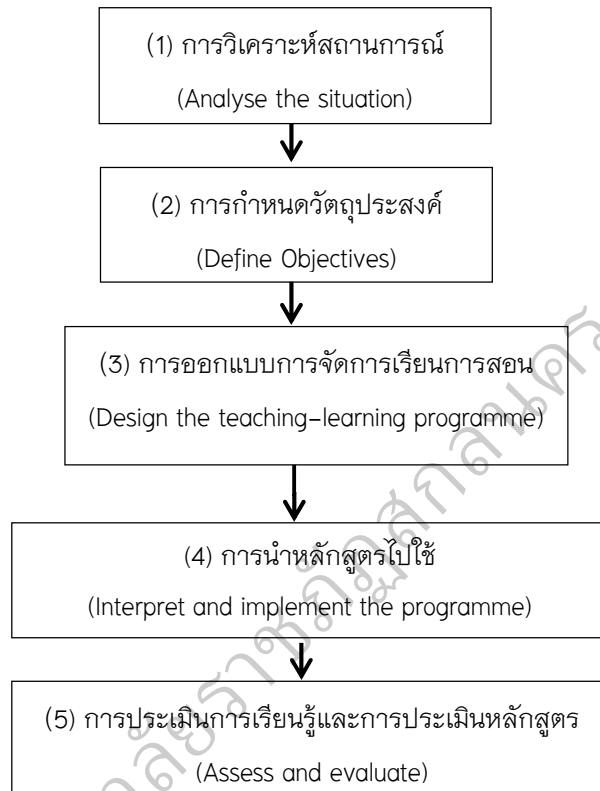 (1) การวิเคราะห์สถานการณ์
(Analyse the situation)
(2) การกำหนดวัตถุประสงค์
(Define Objectives)
(3) การออกแบบการจัดการเรียนการสอน
(Design the teaching–learning programme)
(4) การนำหลักสูตรไปใช้
(Interpret and implement the programme)
(5) การประเมินการเรียนรู้และการประเมินหลักสูตร
(Assess and evaluate)